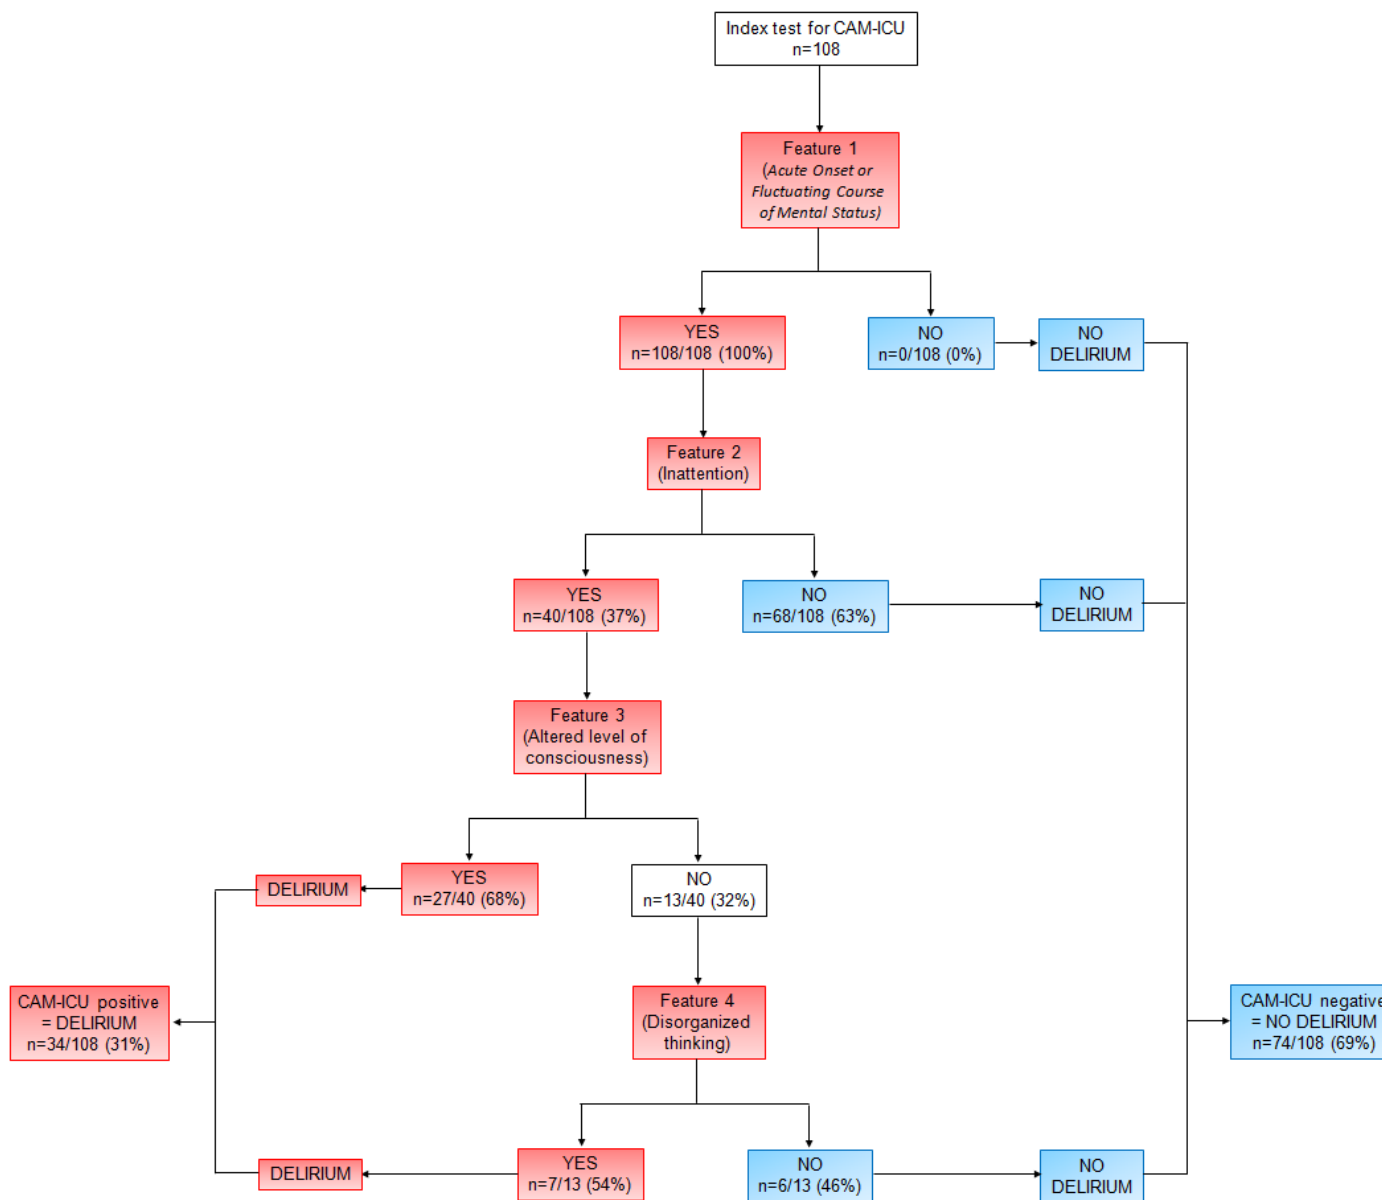 Index test for CAM-ICU
n=108
Feature 1
(Acute Onset or
Fluctuating Course
of Mental Status)
YES
n=108/108 (100%)
NO
n=0/108 (0%)
NO
DELIRIUM
Feature 2
(Inattention)
YES
n=40/108 (37%)
NO
n=68/108 (63%)
NO
DELIRIUM
Feature 3
(Altered level of
consciousness)
DELIRIUM
YES
n=27/40 (68%)
NO
n=13/40 (32%)
CAM-ICU positive
= DELIRIUM
n=34/108 (31%)
Feature 4
(Disorganized
thinking)
CAM-ICU negative
= NO DELIRIUM
n=74/108 (69%)
DELIRIUM
YES
n=7/13 (54%)
NO
n=6/13 (46%)
NO
DELIRIUM